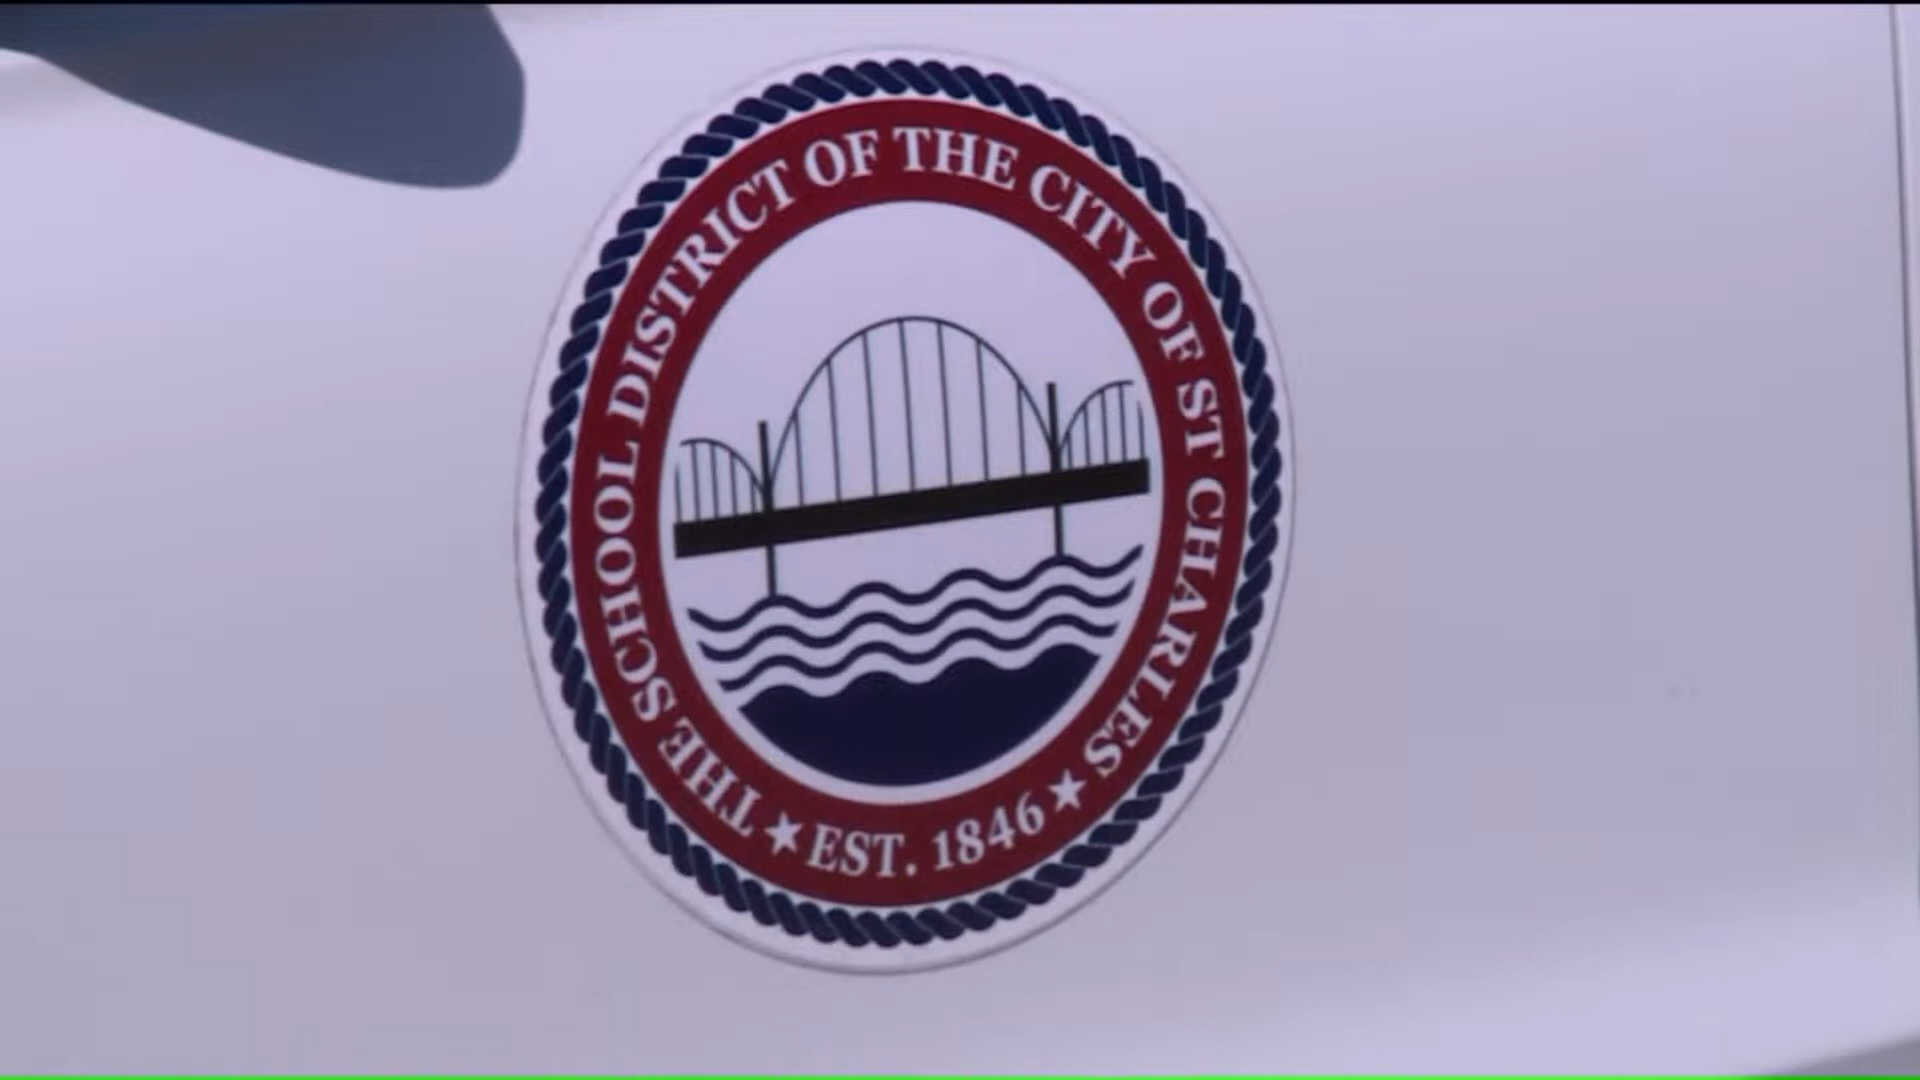 THE SCHOOL DISTRICT OF THE CITY OF ST CHARLES
★ EST. 1846 ★